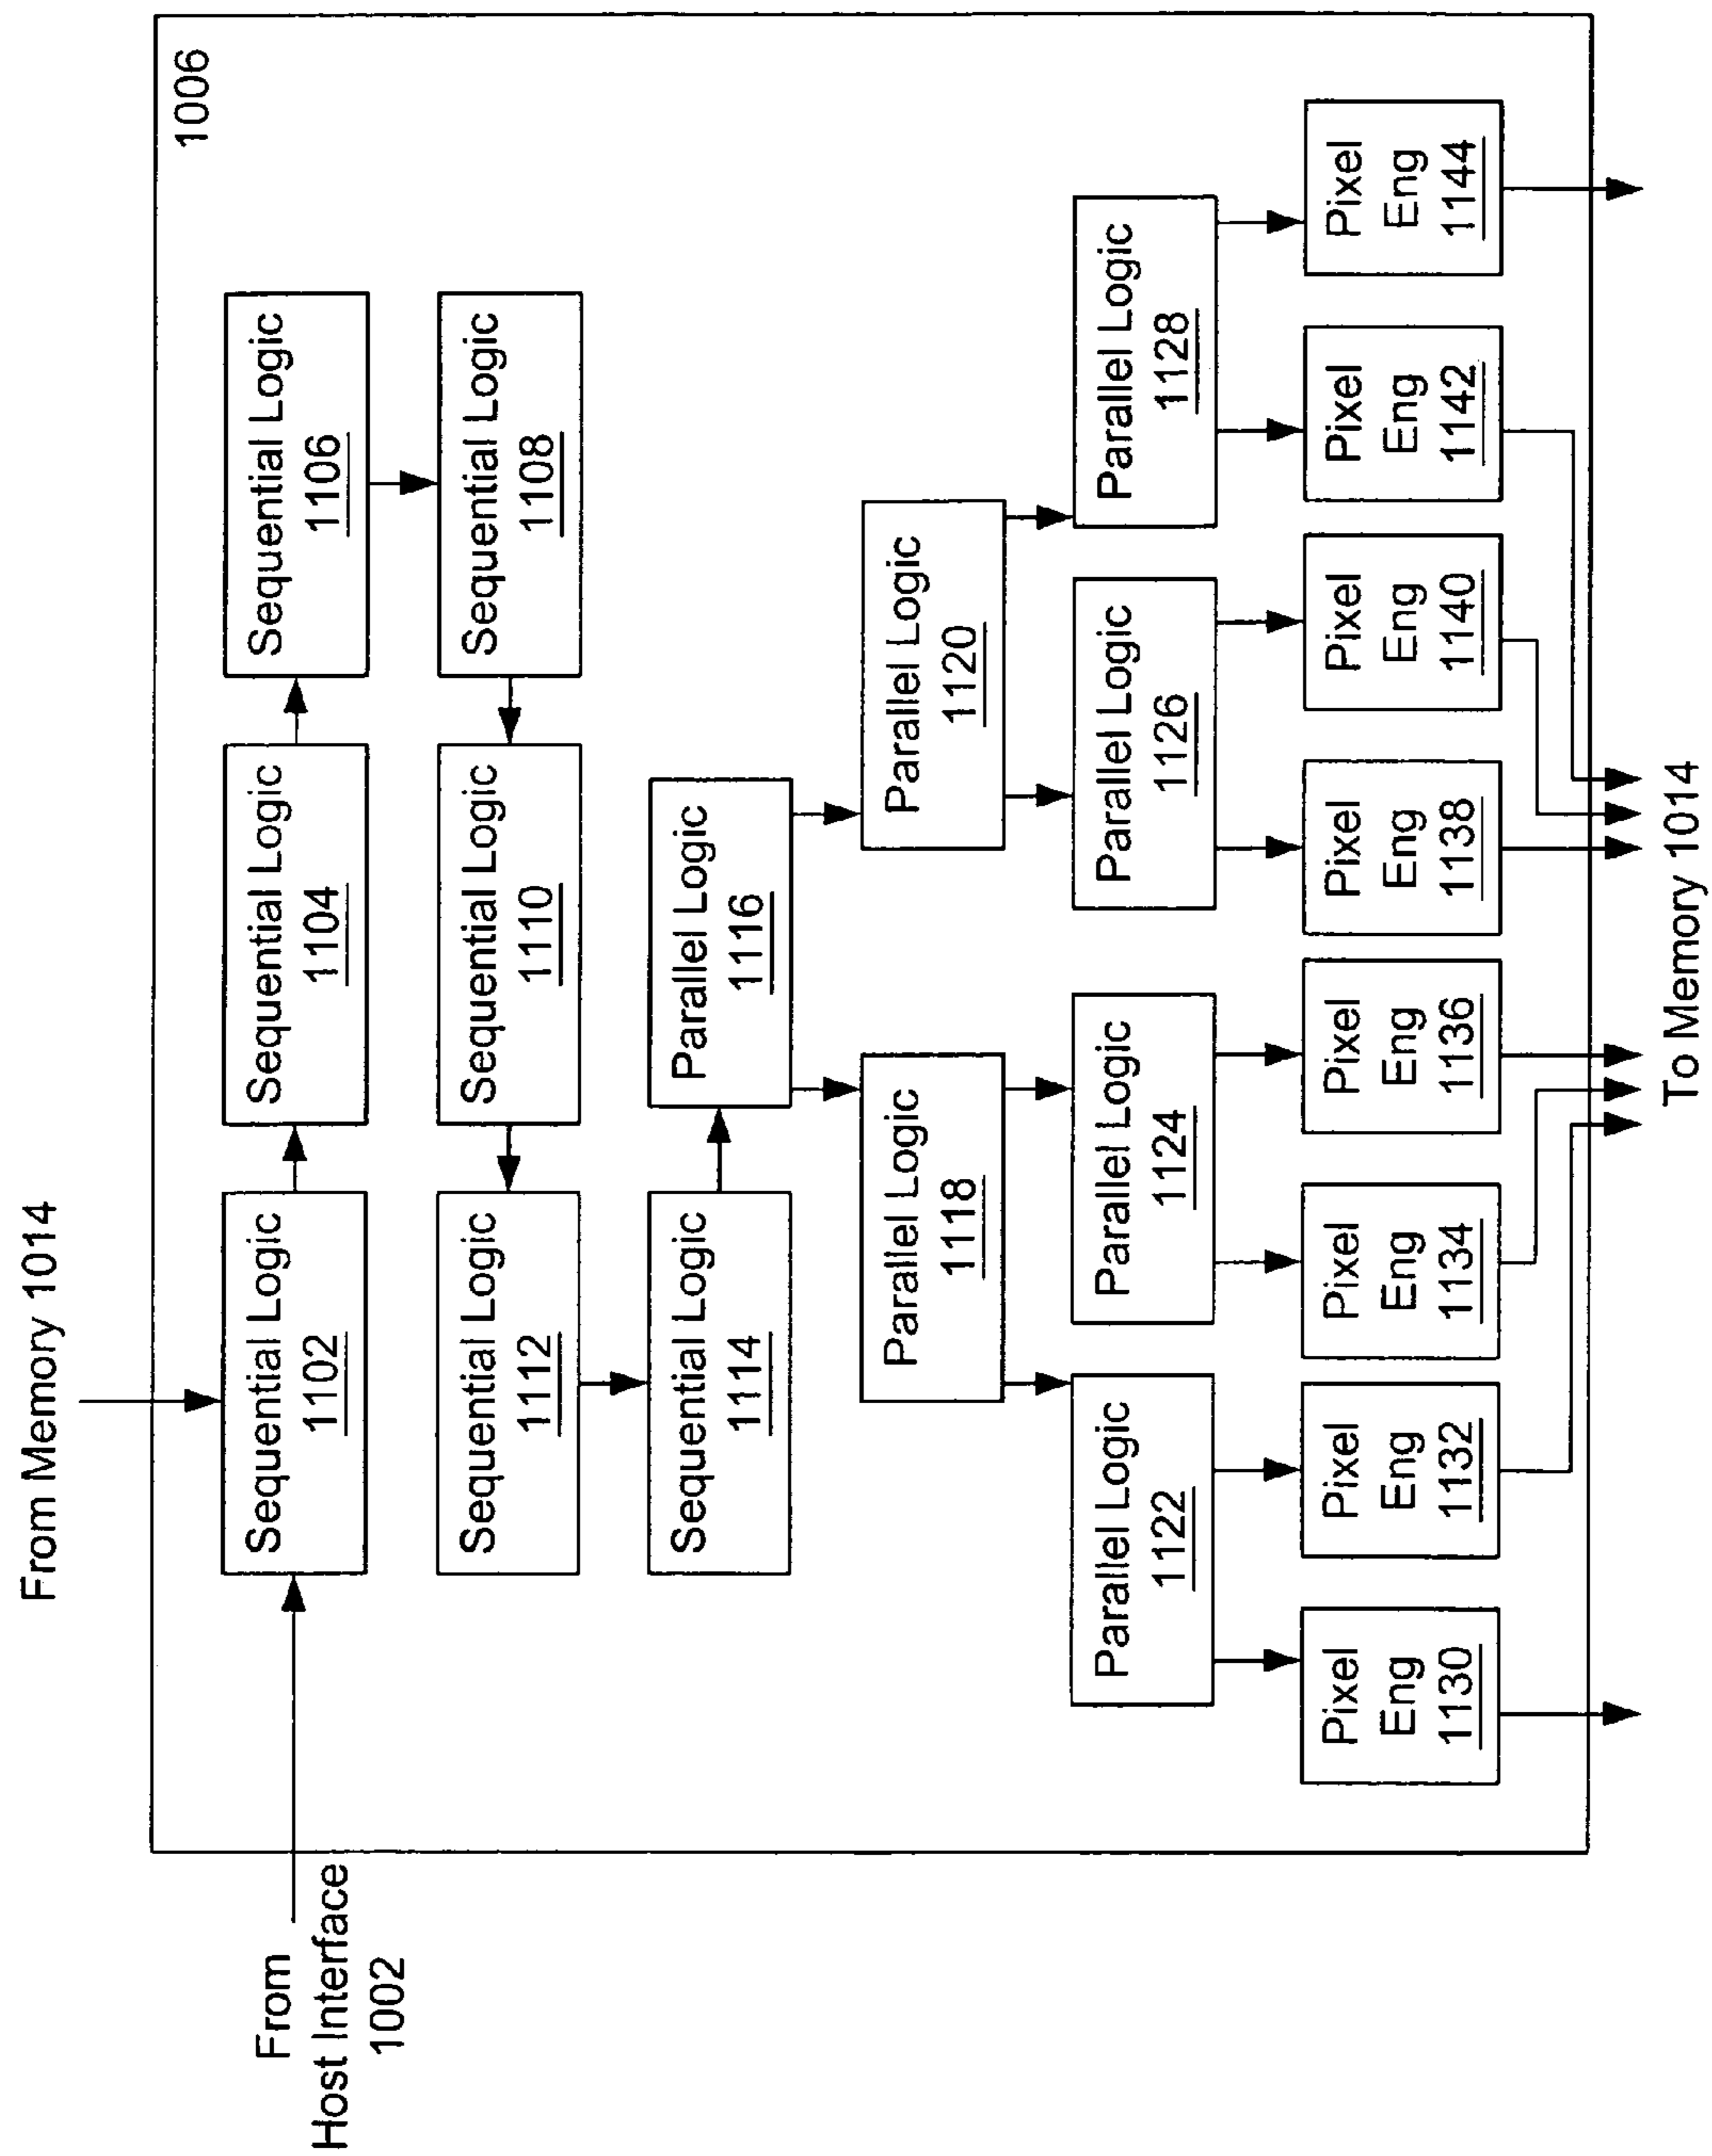 From Memory 1014
1006
From
Host Interface
1002
Sequential Logic
1102
Sequential Logic
1104
Sequential Logic
1106
Sequential Logic
1112
Sequential Logic
1110
Sequential Logic
1108
Sequential Logic
1114
Parallel Logic
1116
Parallel Logic
1118
Parallel Logic
1120
Parallel Logic
1122
Parallel Logic
1124
Parallel Logic
1126
Parallel Logic
1128
Pixel
Eng
1130
Pixel
Eng
1132
Pixel
Eng
1134
Pixel
Eng
1136
Pixel
Eng
1138
Pixel
Eng
1140
Pixel
Eng
1142
Pixel
Eng
1144
To Memory 1014